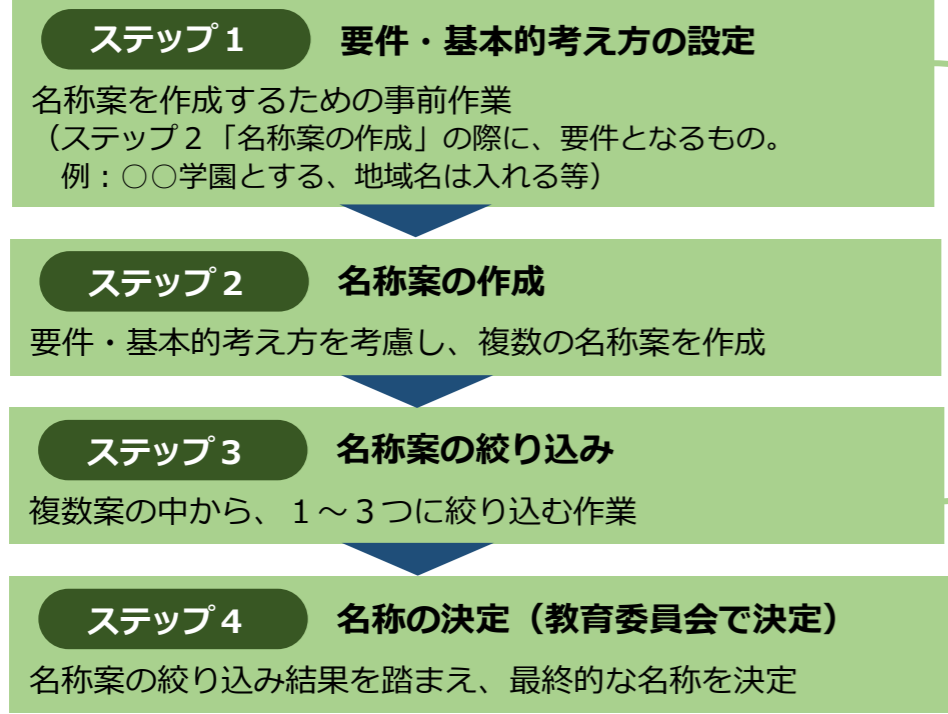 ステップ１ 要件・基本的考え方の設定
名称案を作成するための事前作業
（ステップ２「名称案の作成」の際に、要件となるもの。
例：○○学園とする、地域名は入れる等）
ステップ２ 名称案の作成
要件・基本的考え方を考慮し、複数の名称案を作成
ステップ３ 名称案の絞り込み
複数案の中から、１～３つに絞り込む作業
ステップ４ 名称の決定（教育委員会で決定）
名称案の絞り込み結果を踏まえ、最終的な名称を決定